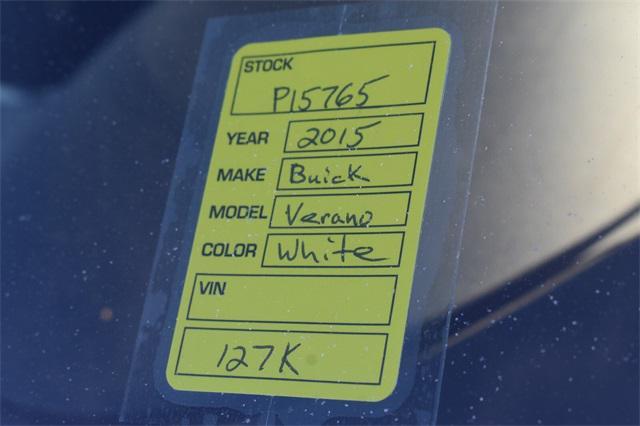 STOCK
P15765
YEAR 2015
MAKE Buick
MODEL Verano
COLOR White
VIN
127K